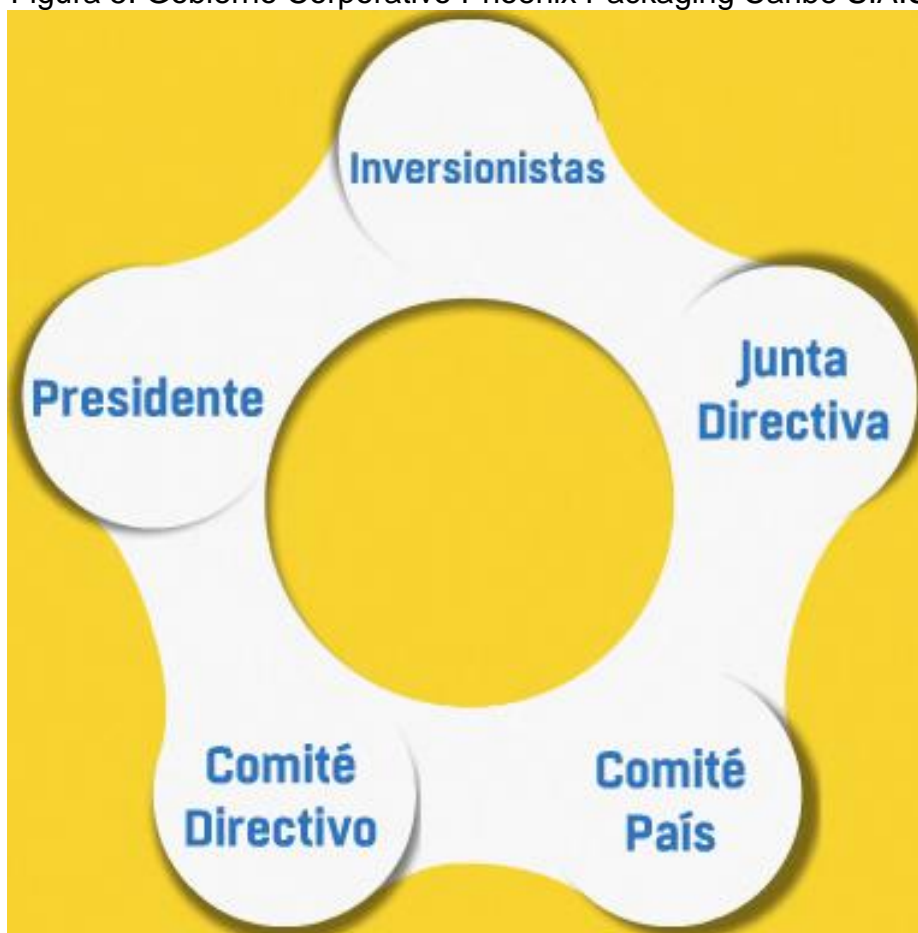 Inversionistas
Junta
Directiva
Presidente
Comité
Directivo
Comité
País